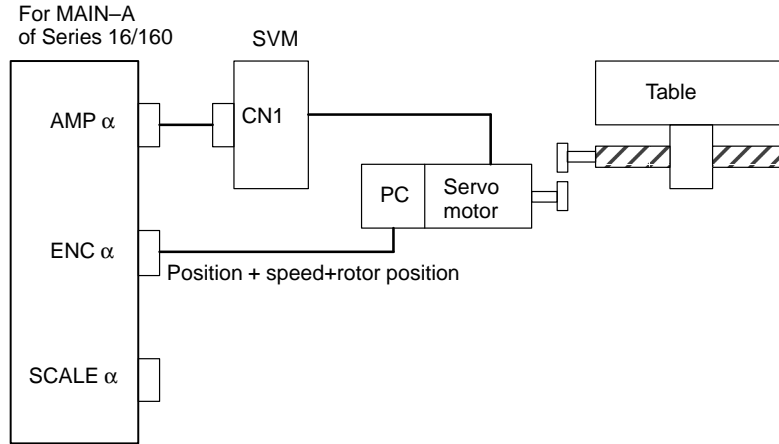 For MAIN–A
of Series 16/160
SVM
AMP α
CN1
Table
PC
Servo
motor
ENC α
Position + speed+rotor position
SCALE α